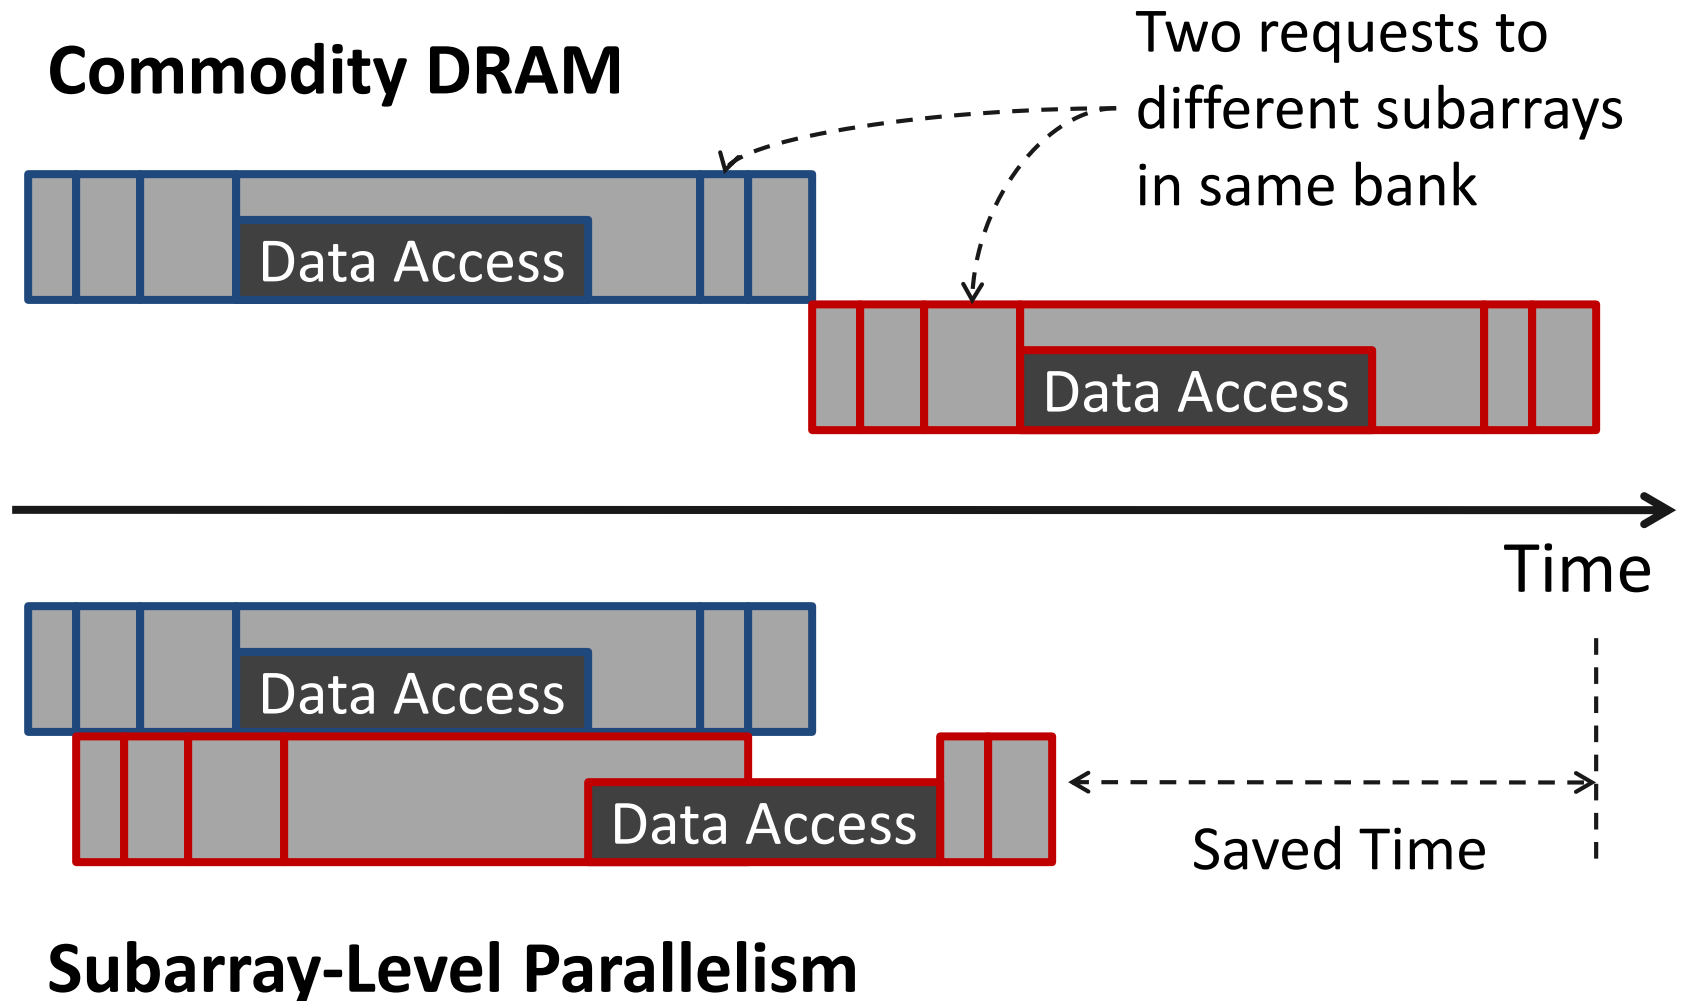 Commodity DRAM
Two requests to
different subarrays
in same bank
Data Access
Data Access
Time
Data Access
Data Access
Saved Time
Subarray-Level Parallelism